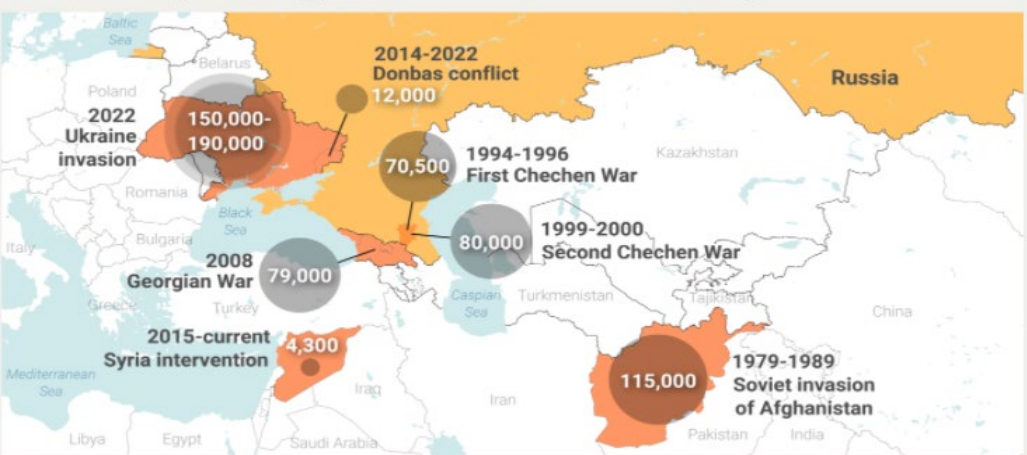 Baltic
Sea
Belarus
Poland
2014-2022
Donbas conflict
12,000
Russia
2022
Ukraine
invasion
150,000-
190,000
70,500
1994-1996
First Chechen War
Kazakhstan
Romania
Black
Sea
Bulgaria
Italy
80,000
1999-2000
Second Chechen War
2008
Georgian War
79,000
Caspian
Sea
Turkmenistan
Tajikistan
China
Greece
Turkey
2015-current
Syria intervention
4,300
Mediterranean
Sea
Iraq
Iran
115,000
1979-1989
Soviet invasion
of Afghanistan
Libya
Egypt
Saudi Arabia
Pakistan
India